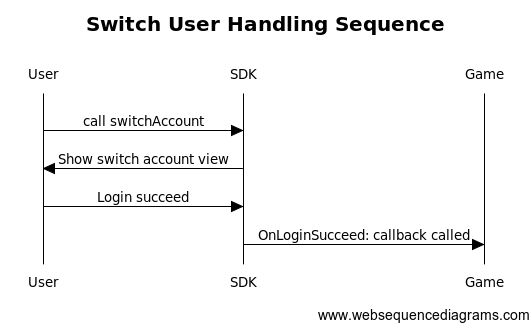 Switch User Handling Sequence
User SDK Game
call switchAccount
Show switch account view
Login succeed
OnLoginSucceed: callback called
User SDK Game
www.websequencediagrams.com